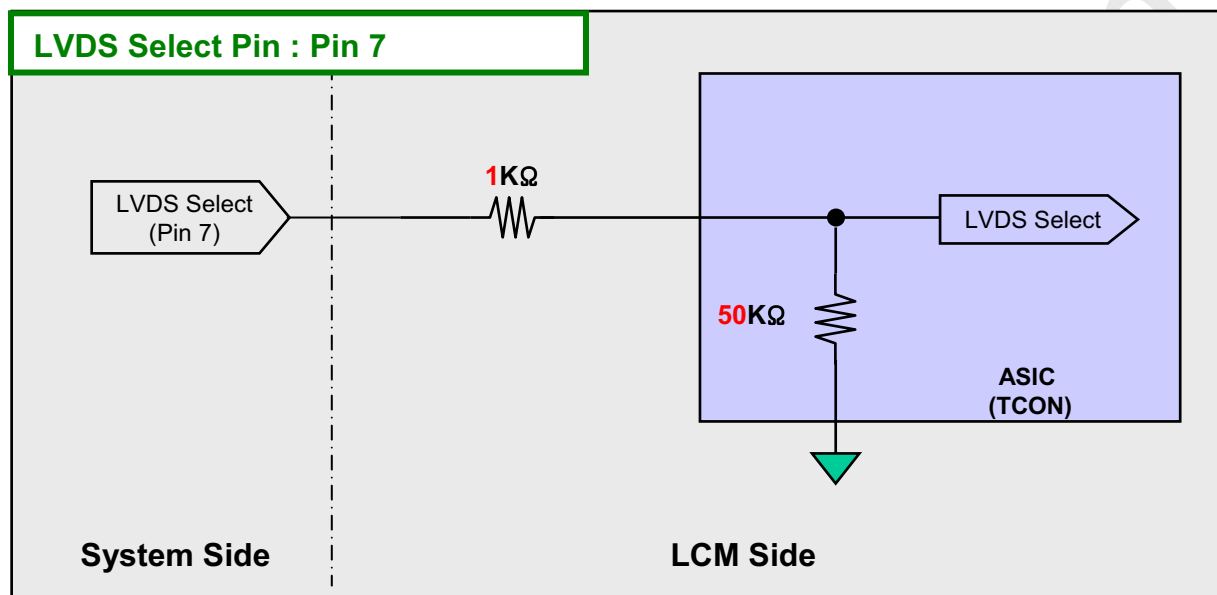 LVDS Select Pin : Pin 7
1KΩ
LVDS Select
(Pin 7)
LVDS Select
50KΩ
ASIC
(TCON)
System Side
LCM Side